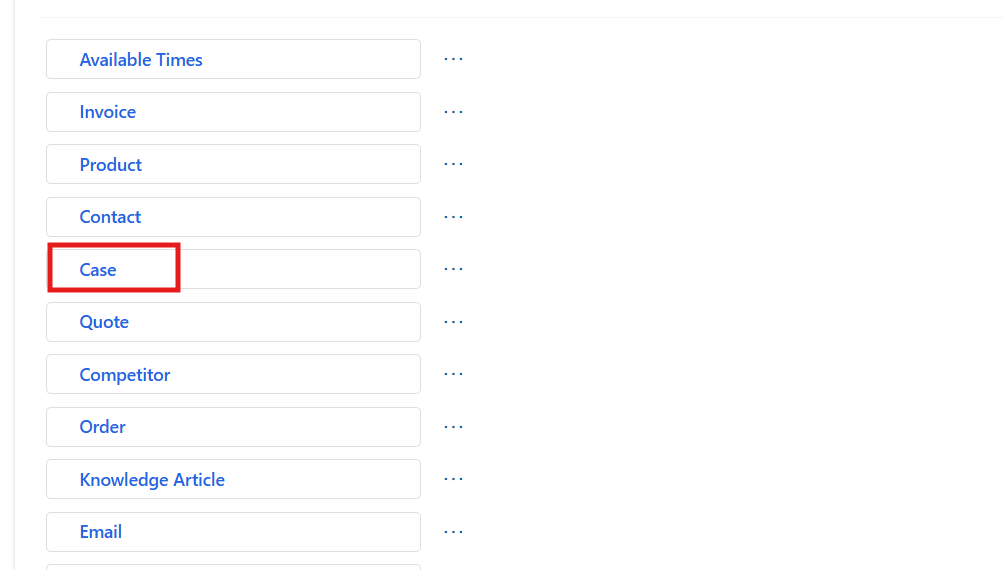 Available Times ...
Invoice ...
Product ...
Contact ...
Case ...
Quote ...
Competitor ...
Order ...
Knowledge Article ...
Email ...